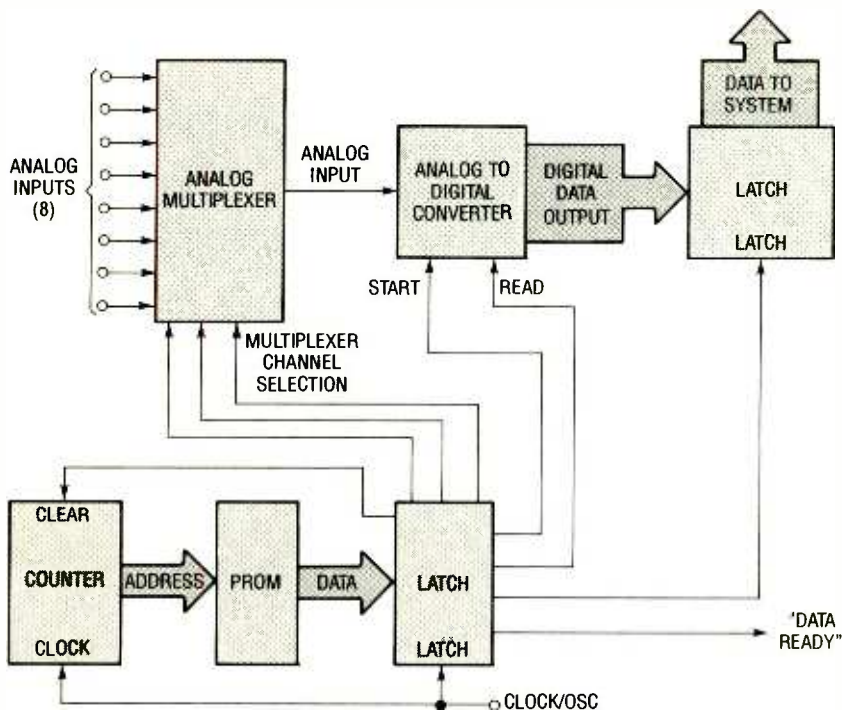 DATA TO
SYSTEM
ANALOG
INPUTS
(8)
ANALOG
MULTIPLEXER
ANALOG
INPUT
ANALOG TO
DIGITAL
CONVERTER
DIGITAL
DATA
OUTPUT
LATCH
LATCH
START
READ
MULTIPLEXER
CHANNEL
SELECTION
CLEAR
COUNTER
CLOCK
ADDRESS
PROM
DATA
LATCH
LATCH
"DATA
READY"
CLOCK/OSC